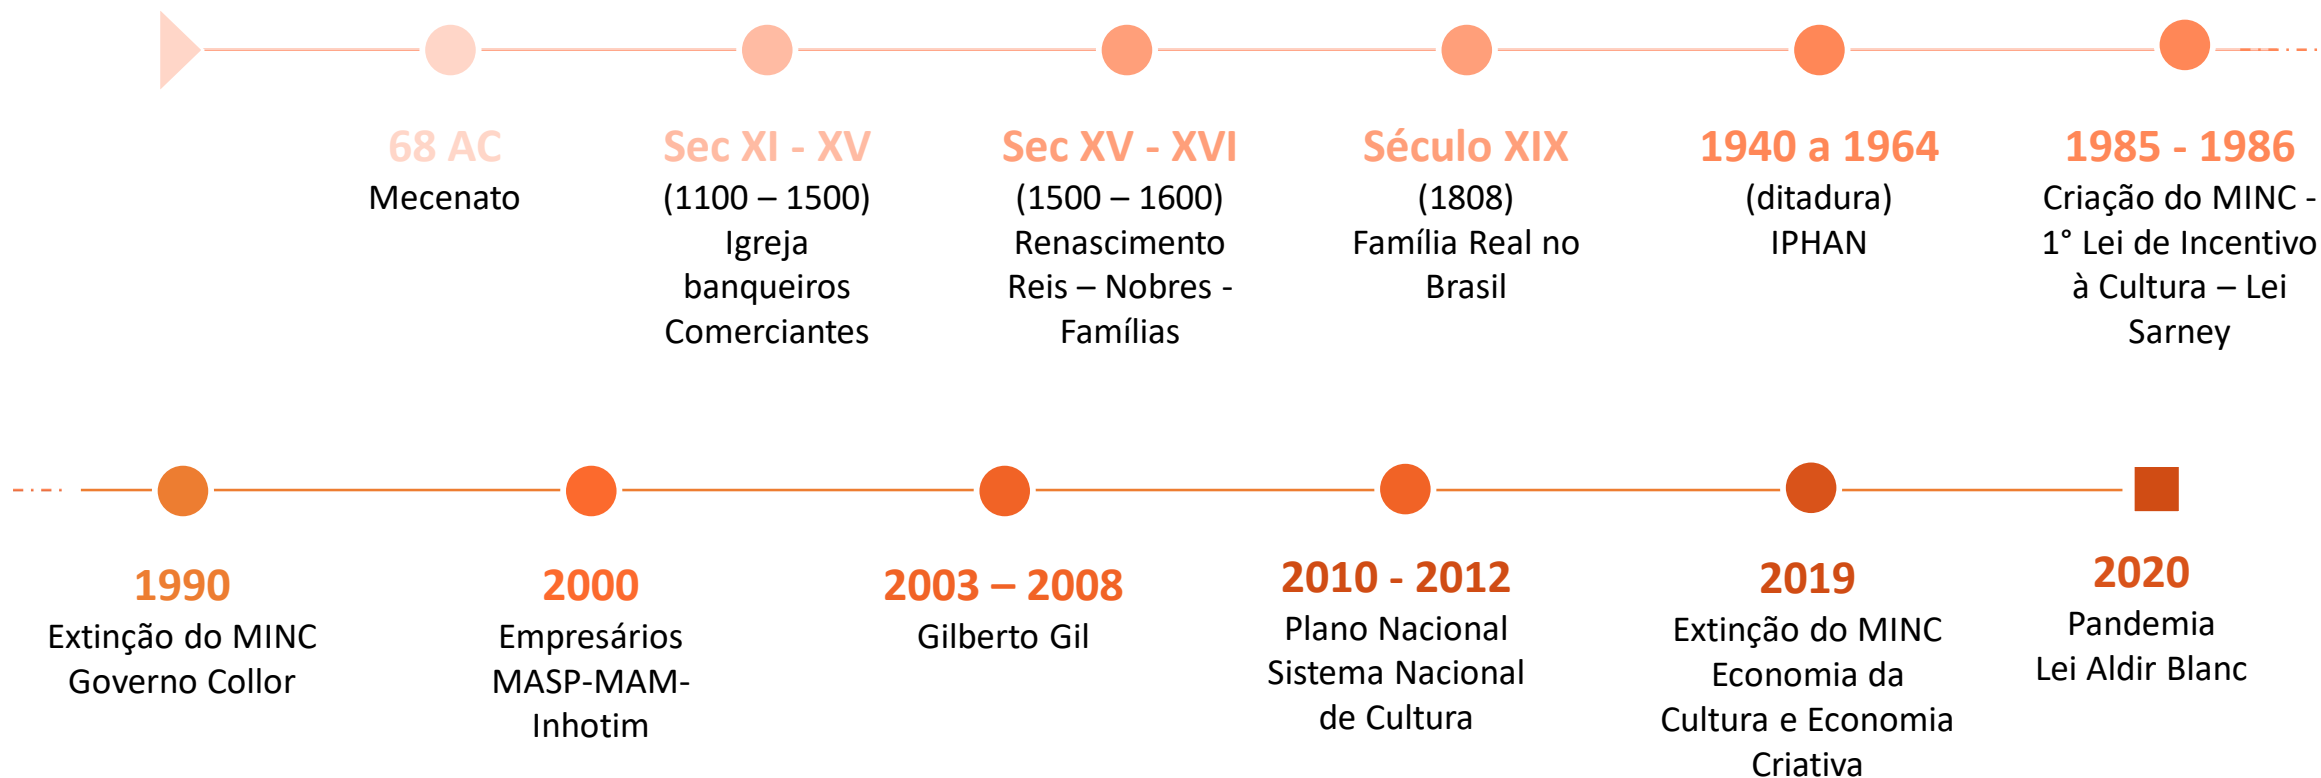 68 AC
Mecenato
Sec XI - XV
(1100 – 1500)
Igreja
banqueiros
Comerciantes
Sec XV - XVI
(1500 – 1600)
Renascimento
Reis – Nobres -
Famílias
Século XIX
(1808)
Família Real no
Brasil
1940 a 1964
(ditadura)
IPHAN
1985 - 1986
Criação do MINC -
1° Lei de Incentivo
à Cultura – Lei
Sarney
1990
Extinção do MINC
Governo Collor
2000
Empresários
MASP-MAM-
Inhotim
2003 – 2008
Gilberto Gil
2010 - 2012
Plano Nacional
Sistema Nacional
de Cultura
2019
Extinção do MINC
Economia da
Cultura e Economia
Criativa
2020
Pandemia
Lei Aldir Blanc